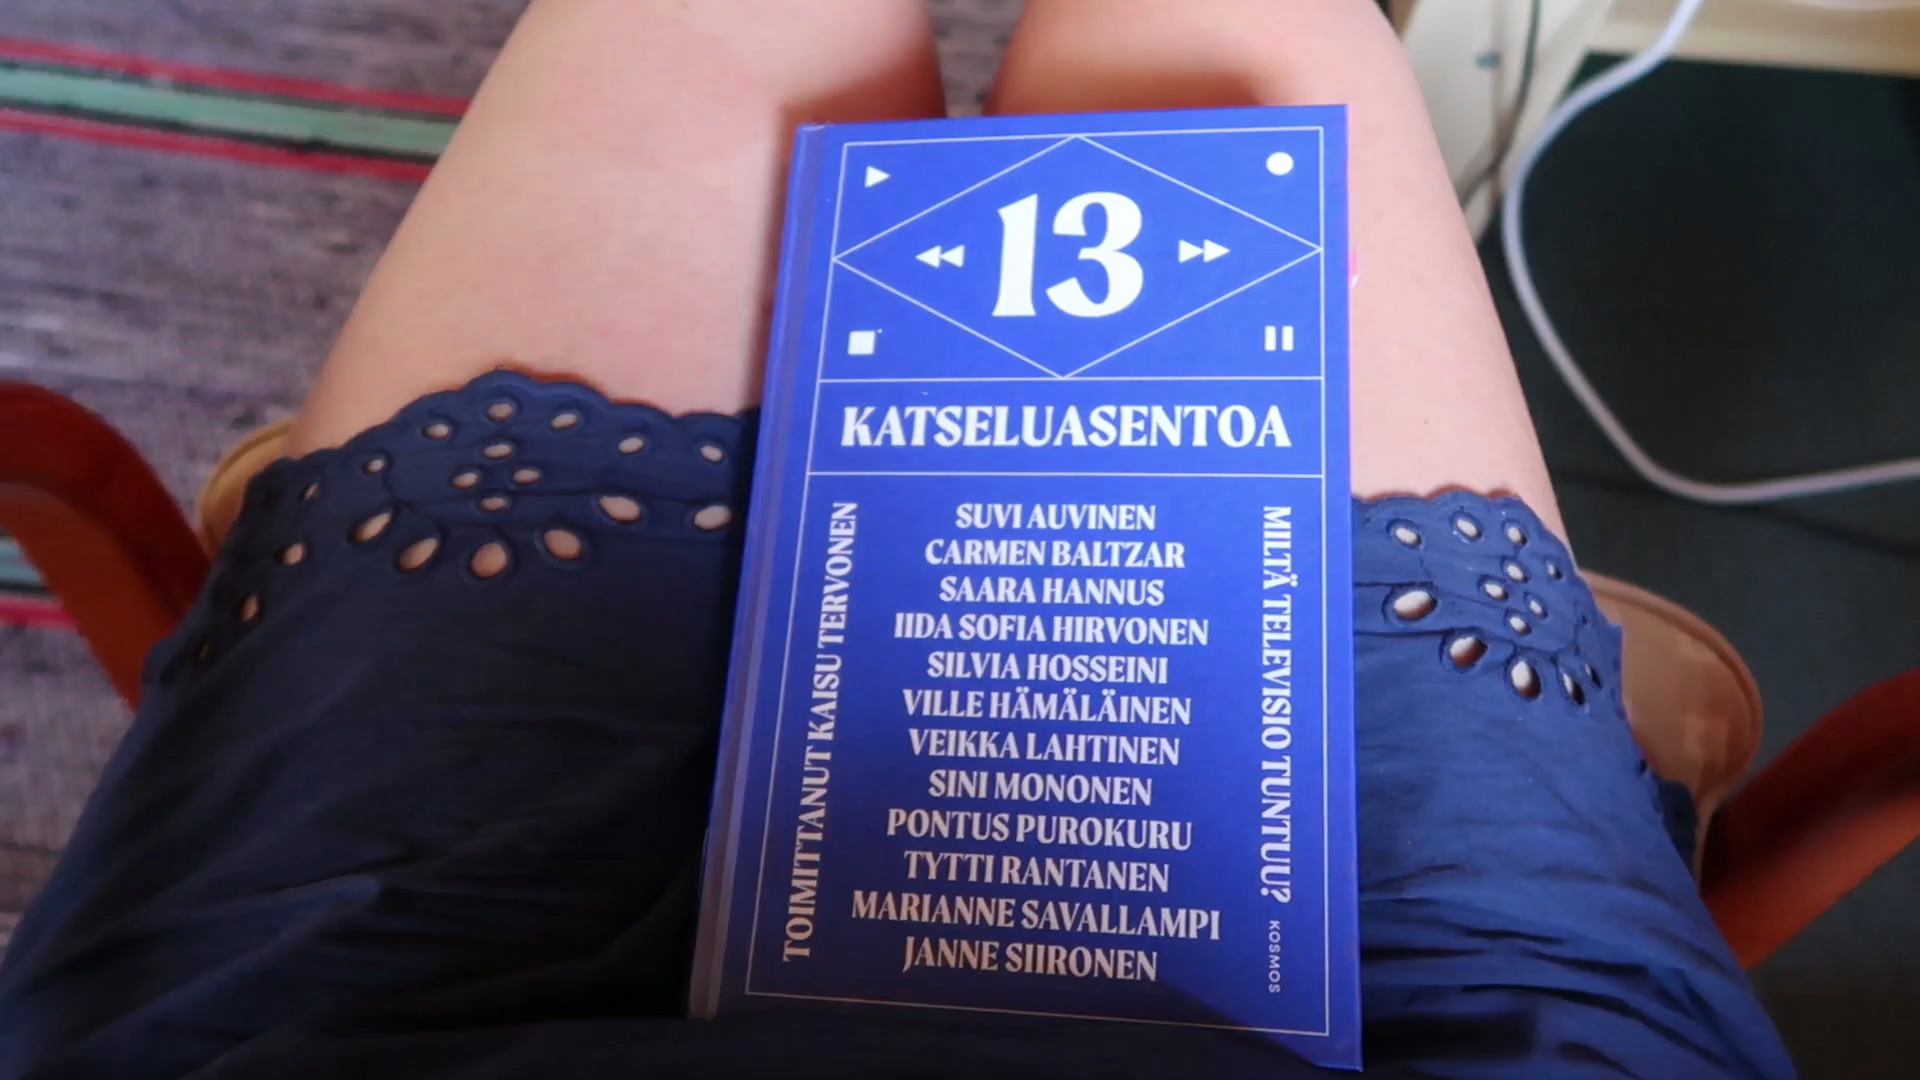 13
KATSELUASENTOA
TOIMITTANUT KAISU TERVONEN
SUVI AUVINEN
CARMEN BALTZAR
SAARA HANNUS
IIDA SOFIA HIRVONEN
SILVIA HOSSEINI
VILLE HÄMÄLÄINEN
VEIKKA LAHTINEN
SINI MONONEN
PONTUS PUROKURU
TYTTI RANTANEN
MARIANNE SAVALLAMPI
JANNE SIIRONEN
MILTÄ TELEVISIO TUNTUU?
KOSMOS